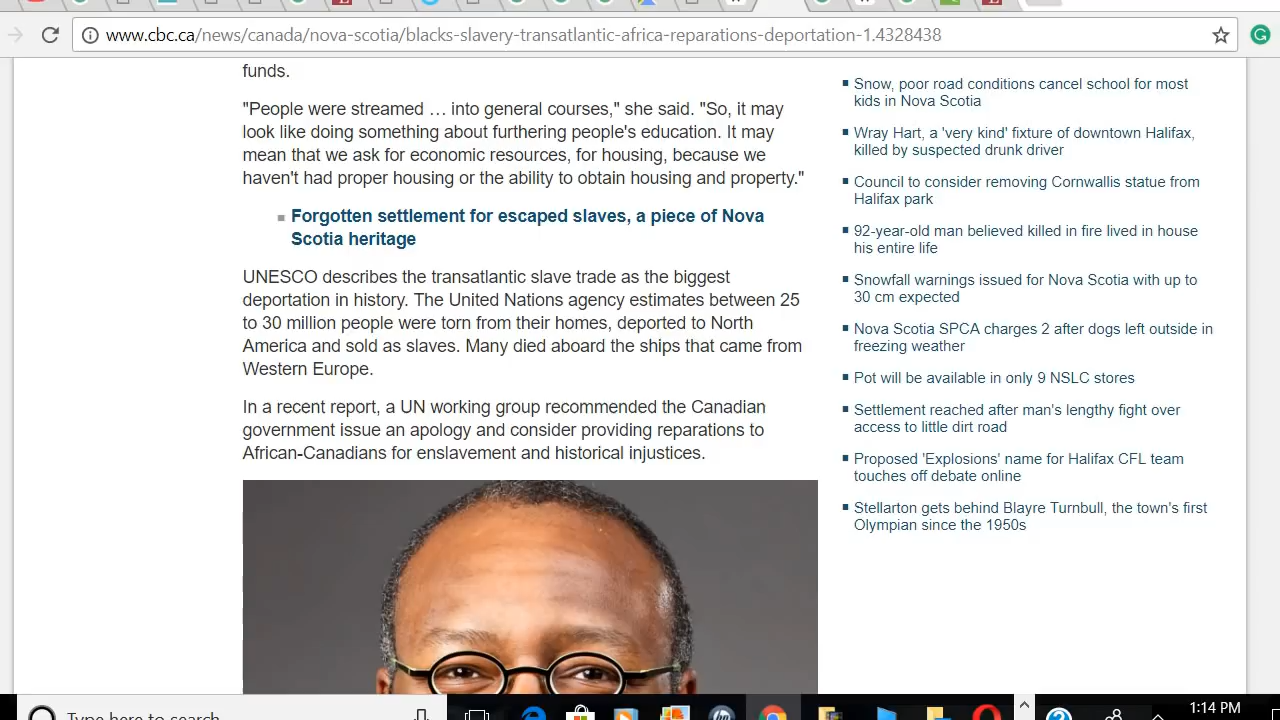 www.cbc.ca/news/canada/nova-scotia/blacks-slavery-transatlantic-africa-reparations-deportation-1.4328438
funds.
"People were streamed … into general courses," she said. "So, it may
look like doing something about furthering people's education. It may
mean that we ask for economic resources, for housing, because we
haven't had proper housing or the ability to obtain housing and property."
Forgotten settlement for escaped slaves, a piece of Nova
Scotia heritage
UNESCO describes the transatlantic slave trade as the biggest
deportation in history. The United Nations agency estimates between 25
to 30 million people were torn from their homes, deported to North
America and sold as slaves. Many died aboard the ships that came from
Western Europe.
In a recent report, a UN working group recommended the Canadian
government issue an apology and consider providing reparations to
African-Canadians for enslavement and historical injustices.
Snow, poor road conditions cancel school for most
kids in Nova Scotia
Wray Hart, a 'very kind' fixture of downtown Halifax,
killed by suspected drunk driver
Council to consider removing Cornwallis statue from
Halifax park
92-year-old man believed killed in fire lived in house
his entire life
Snowfall warnings issued for Nova Scotia with up to
30 cm expected
Nova Scotia SPCA charges 2 after dogs left outside in
freezing weather
Pot will be available in only 9 NSLC stores
Settlement reached after man's lengthy fight over
access to little dirt road
Proposed 'Explosions' name for Halifax CFL team
touches off debate online
Stellarton gets behind Blayre Turnbull, the town's first
Olympian since the 1950s
Type here to search
1:14 PM